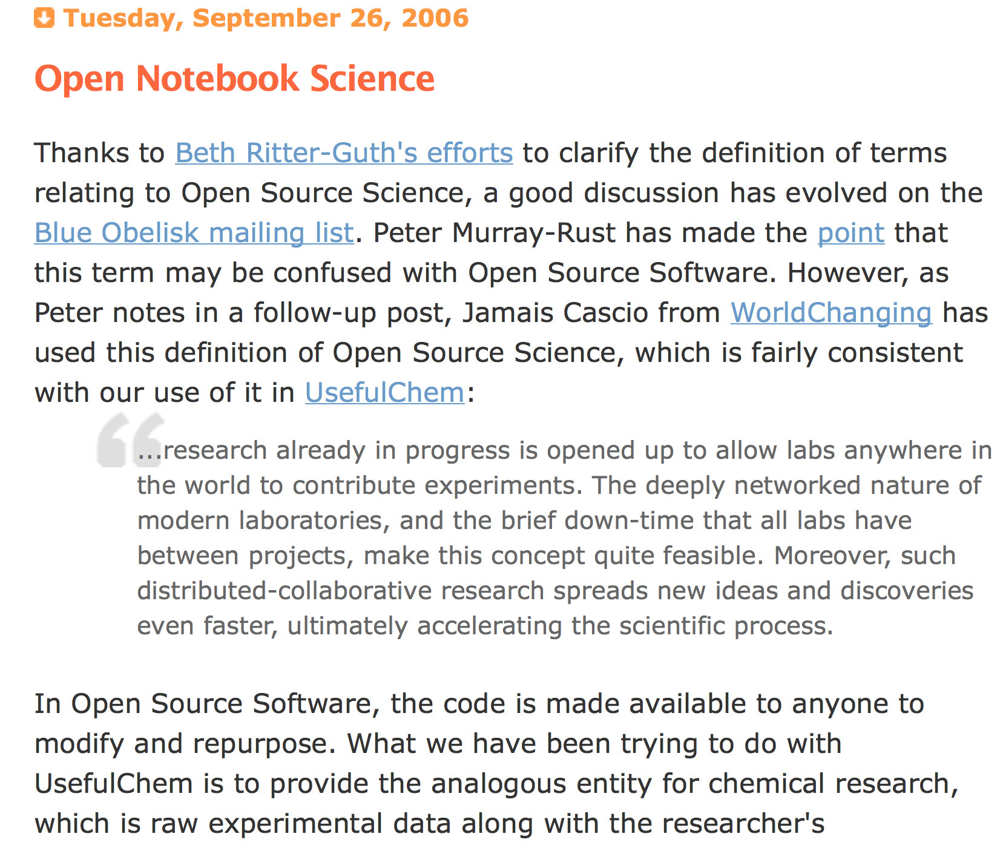 Tuesday, September 26, 2006
Open Notebook Science
Thanks to Beth Ritter-Guth's efforts to clarify the definition of terms
relating to Open Source Science, a good discussion has evolved on the
Blue Obelisk mailing list. Peter Murray-Rust has made the point that
this term may be confused with Open Source Software. However, as
Peter notes in a follow-up post, Jamais Cascio from WorldChanging has
used this definition of Open Source Science, which is fairly consistent
with our use of it in UsefulChem:
...research already in progress is opened up to allow labs anywhere in
the world to contribute experiments. The deeply networked nature of
modern laboratories, and the brief down-time that all labs have
between projects, make this concept quite feasible. Moreover, such
distributed-collaborative research spreads new ideas and discoveries
even faster, ultimately accelerating the scientific process.
In Open Source Software, the code is made available to anyone to
modify and repurpose. What we have been trying to do with
UsefulChem is to provide the analogous entity for chemical research,
which is raw experimental data along with the researcher's